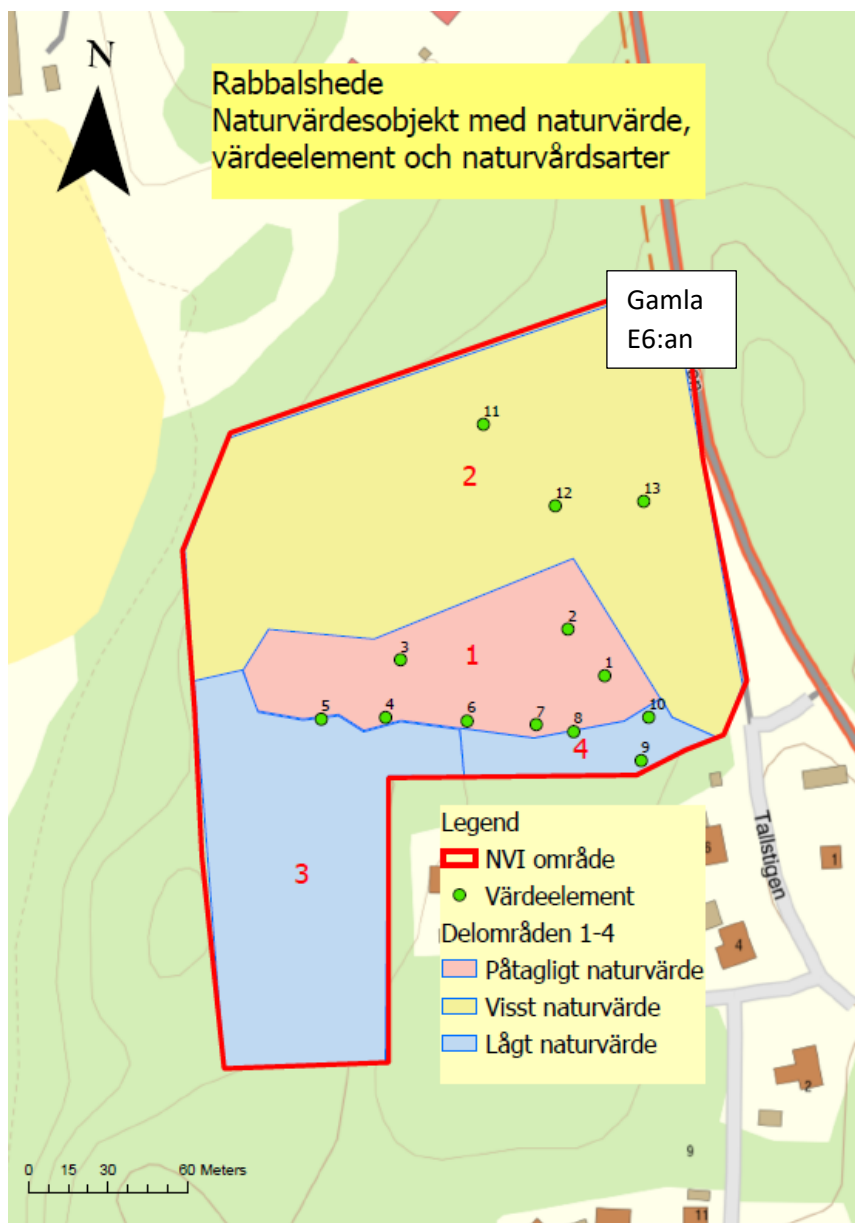 N
Rabbalshede
Naturvärdesobjekt med naturvärde,
värdeelement och naturvårdsarter
Gamla
E6:an
en
11
2
12
13
2
3
1
1
5
4
6
7
8
10
4
9
3
Legend
NVI område
Värdeelement
Delområden 1-4
Påtagligt naturvärde
Visst naturvärde
Lågt naturvärde
Tallstigen
6
1
4
2
9
11
0 15 30 60 Meters